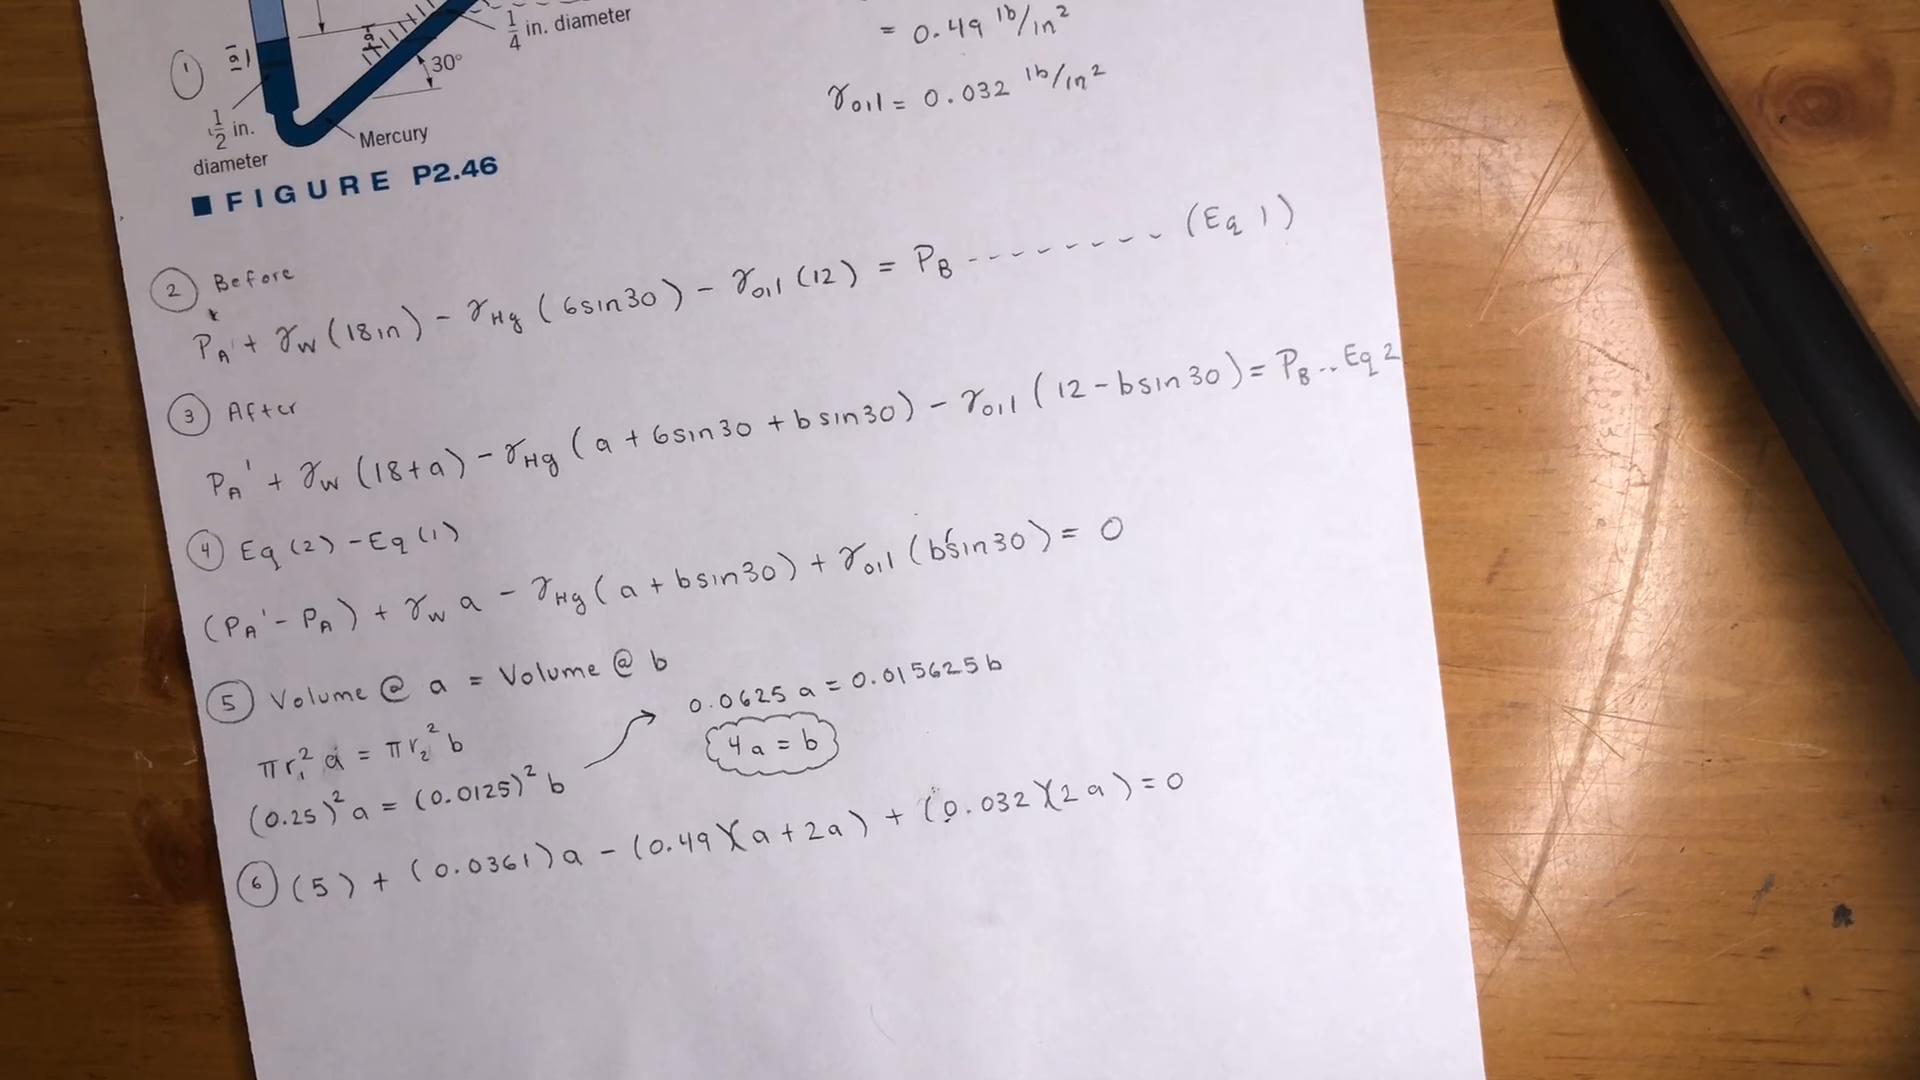 = 0.49 lb/in²
γoil = 0.032 lb/in²
① a
1/4 in. diameter
30°
1/2 in. diameter
Mercury
■ FIGURE P2.46
② Before
PA + γw (18in) - γHg (6sin30) - γoil (12) = PB -------- (Eq 1)
③ After
PA' + γw (18+a) - γHg (a + 6sin30 + bsin30) - γoil (12 - bsin30) = PB .. Eq 2
④ Eq (2) - Eq (1)
(PA' - PA) + γw a - γHg (a + bsin30) + γoil (bsin30) = 0
⑤ Volume @ a = Volume @ b
πr₁² a = πr₂² b
(0.25)² a = (0.0125)² b
0.0625 a = 0.015625 b
4a = b
⑥ (5) + (0.0361)a - (0.49)(a + 2a) + (0.032)(2a) = 0